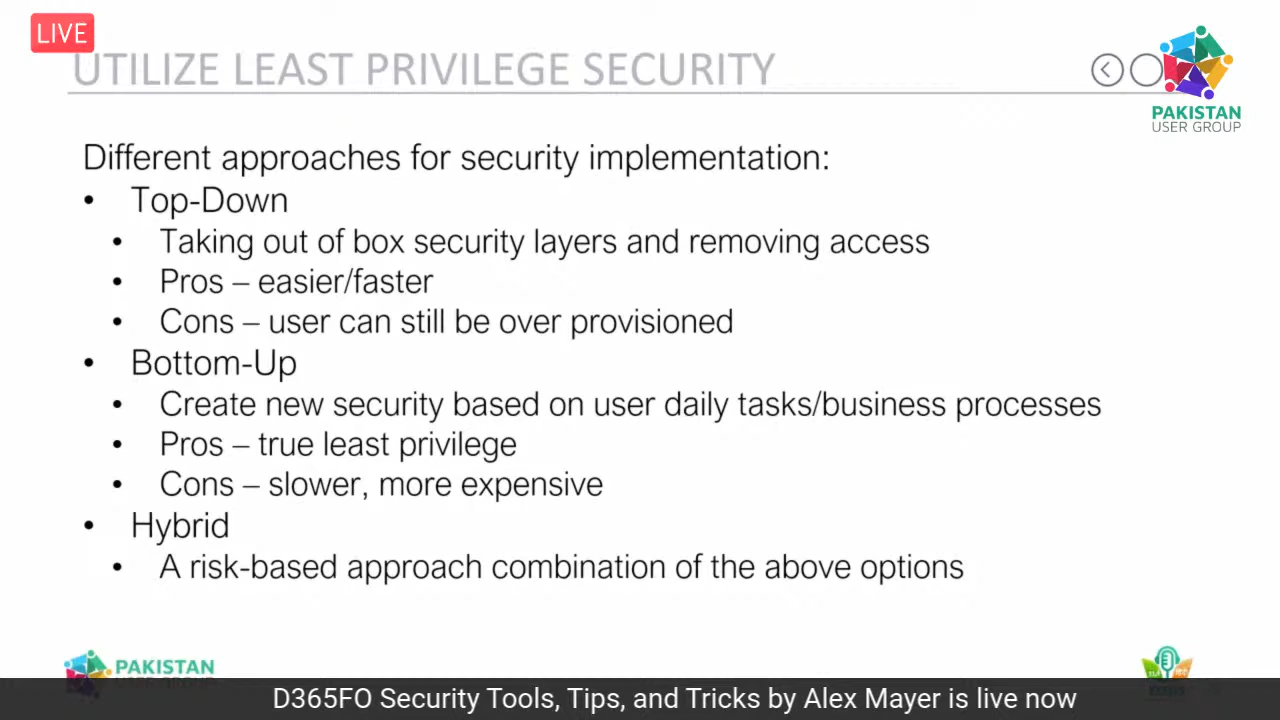 LIVE
UTILIZE LEAST PRIVILEGE SECURITY
PAKISTAN
USER GROUP
Different approaches for security implementation:
• Top-Down
• Taking out of box security layers and removing access
• Pros – easier/faster
• Cons – user can still be over provisioned
• Bottom-Up
• Create new security based on user daily tasks/business processes
• Pros – true least privilege
• Cons – slower, more expensive
• Hybrid
• A risk-based approach combination of the above options
PAKISTAN
USER GROUP
D365FO Security Tools, Tips, and Tricks by Alex Mayer is live now